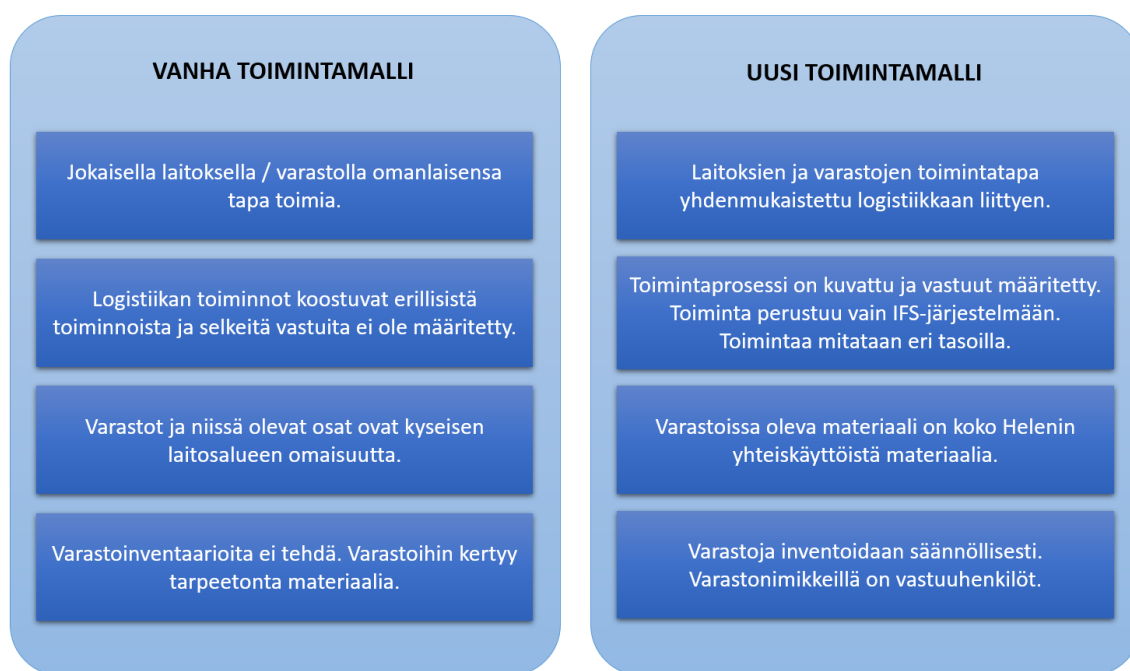 VANHA TOIMINTAMALLI
Jokaisella laitoksella / varastolla omanlaisensa
tapa toimia.
Logistiikan toiminnot koostuvat erillisistä
toiminnoista ja selkeitä vastuita ei ole määritetty.
Varastot ja niissä olevat osat ovat kyseisen
laitosalueen omaisuutta.
Varastoinventaarioita ei tehdä. Varastoihin kertyy
tarpeetonta materiaalia.
UUSI TOIMINTAMALLI
Laitoksien ja varastojen toimintatapa
yhdenmukaistettu logistiikkaan liittyen.
Toimintaprosessi on kuvattu ja vastuut määritetty.
Toiminta perustuu vain IFS-järjestelmään.
Toimintaa mitataan eri tasoilla.
Varastoissa oleva materiaali on koko Helenin
yhteiskäyttöistä materiaalia.
Varastoja inventoidaan säännöllisesti.
Varastonimikkeillä on vastuuhenkilöt.